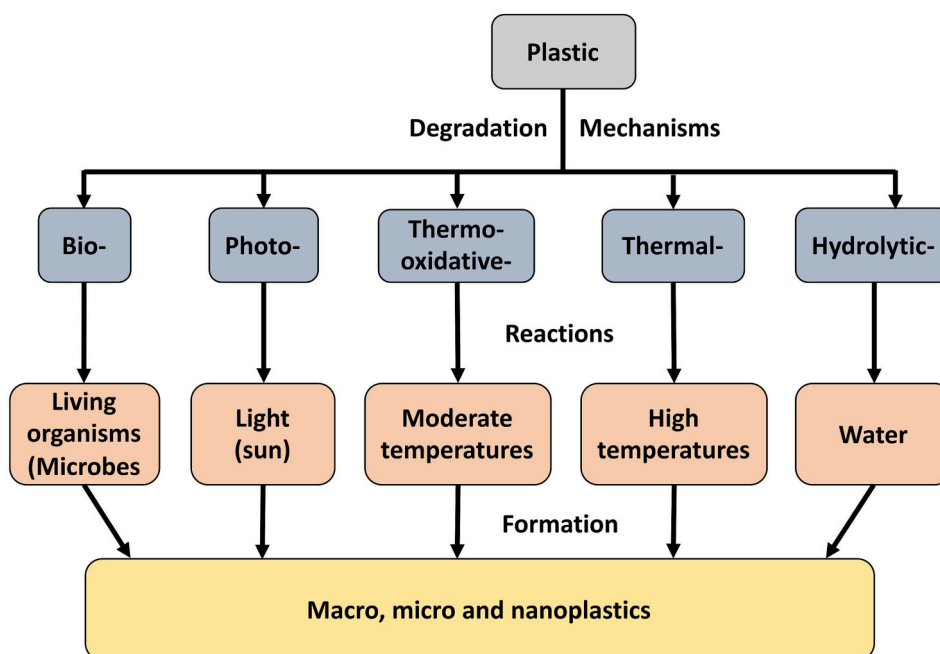 Plastic
Degradation Mechanisms
Bio-
Photo-
Thermo-
oxidative-
Thermal-
Hydrolytic-
Reactions
Living
organisms
(Microbes
Light
(sun)
Moderate
temperatures
High
temperatures
Water
Formation
Macro, micro and nanoplastics